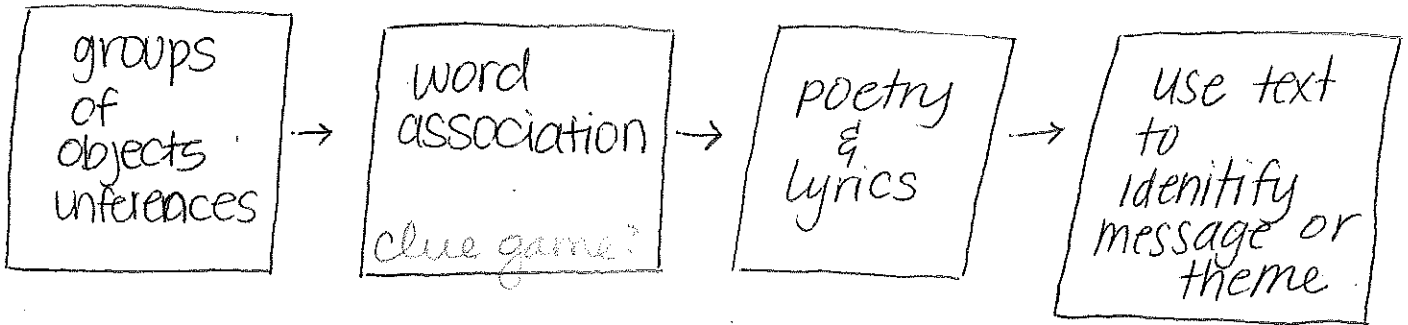 groups
of
objects
unferences
word
association
clue game?
poetry
&
lyrics
use text
to
idenitify
message or
theme